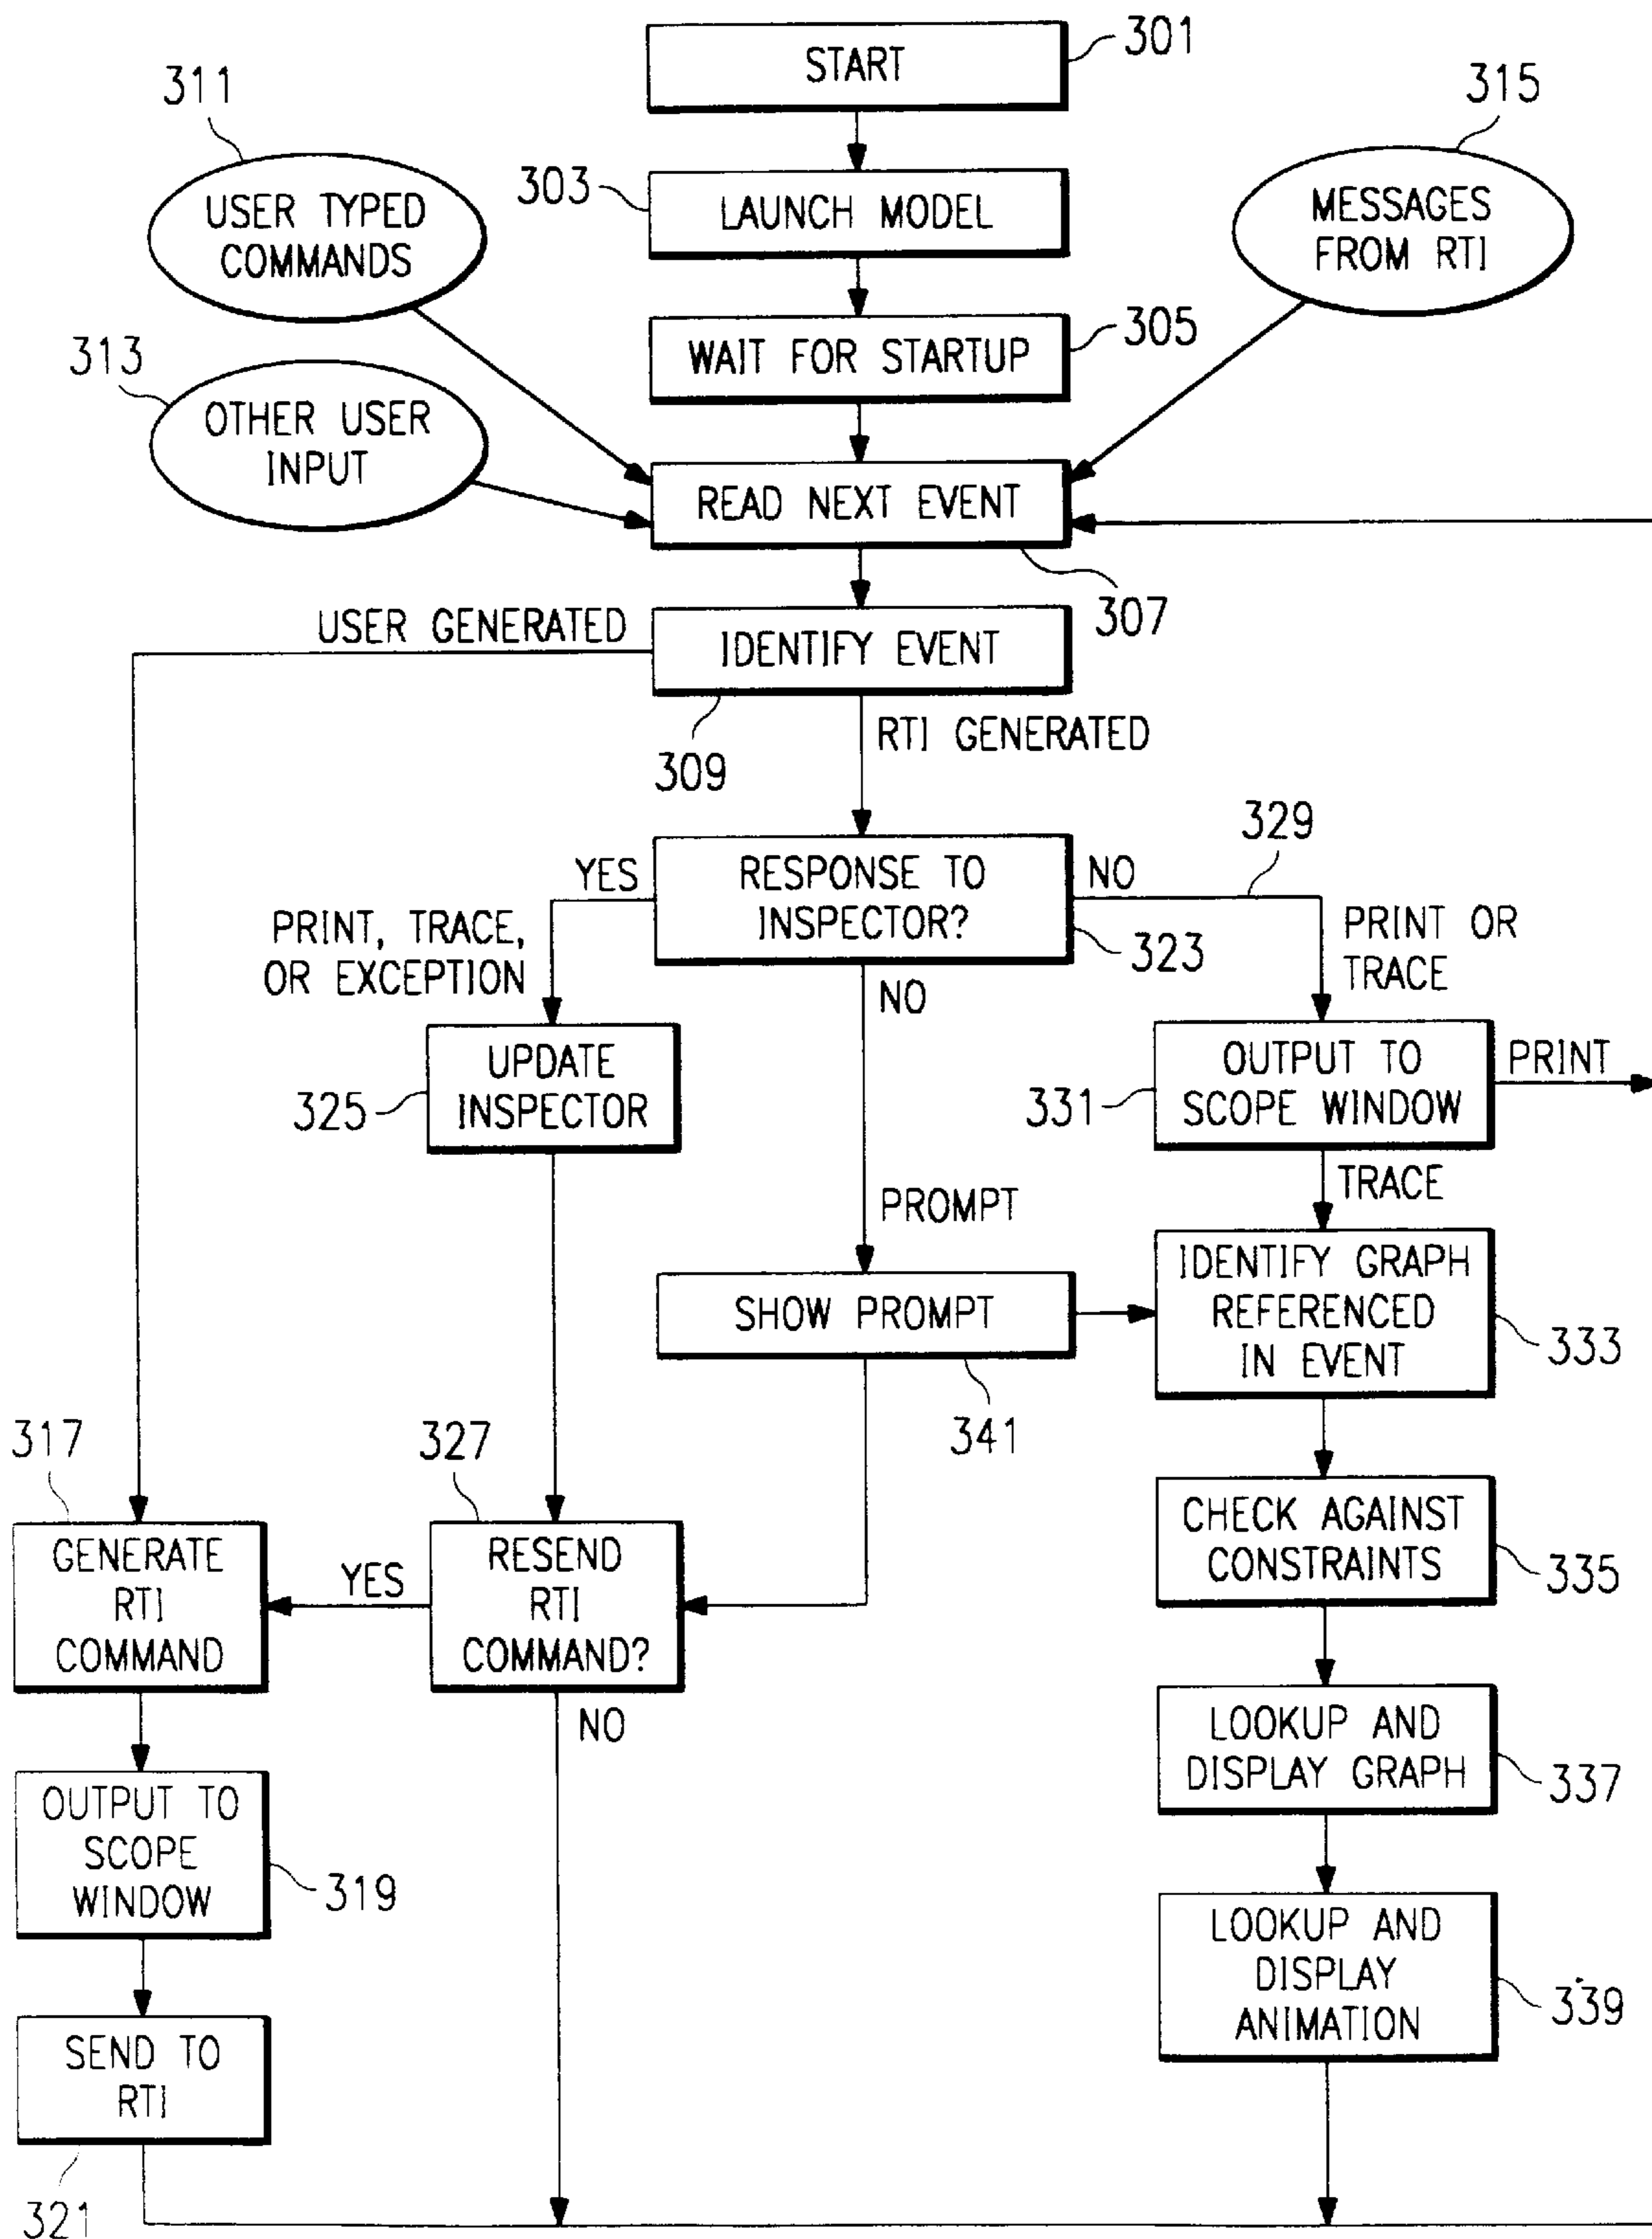 START
301
311
315
303
LAUNCH MODEL
USER TYPED
COMMANDS
MESSAGES
FROM RTI
305
WAIT FOR STARTUP
313
OTHER USER
INPUT
READ NEXT EVENT
307
USER GENERATED
IDENTIFY EVENT
309
RTI GENERATED
329
YES
RESPONSE TO
INSPECTOR?
NO
323
PRINT, TRACE,
OR EXCEPTION
PRINT OR
TRACE
NO
UPDATE
INSPECTOR
325
OUTPUT TO
SCOPE WINDOW
331
PRINT
TRACE
PROMPT
SHOW PROMPT
341
IDENTIFY GRAPH
REFERENCED
IN EVENT
333
317
327
GENERATE
RTI
COMMAND
YES
RESEND
RTI
COMMAND?
NO
CHECK AGAINST
CONSTRAINTS
335
LOOKUP AND
DISPLAY GRAPH
337
OUTPUT TO
SCOPE
WINDOW
319
LOOKUP AND
DISPLAY
ANIMATION
339
SEND TO
RTI
321